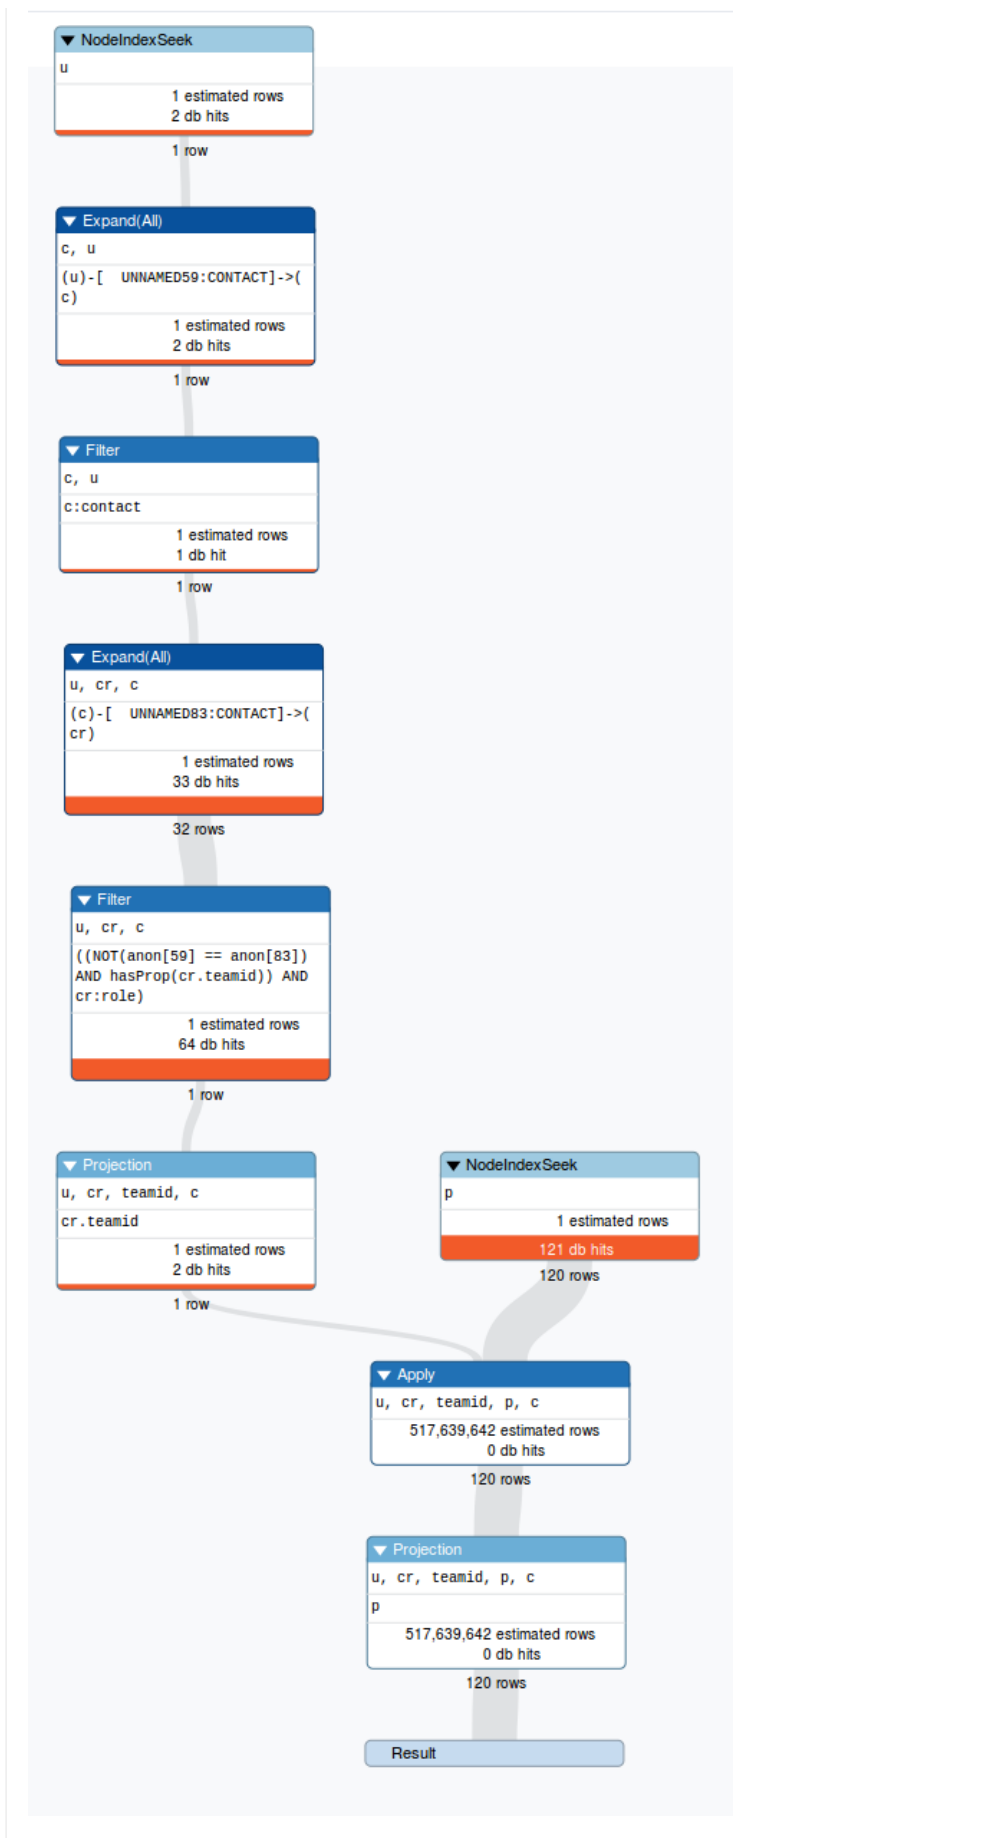 NodeIndexSeek
u
1 estimated rows
2 db hits
1 row
Expand(All)
c, u
(u)-[  UNNAMED59:CONTACT]->(
c)
1 estimated rows
2 db hits
1 row
Filter
c, u
c:contact
1 estimated rows
1 db hit
1 row
Expand(All)
u, cr, c
(c)-[  UNNAMED83:CONTACT]->(
cr)
1 estimated rows
33 db hits
32 rows
Filter
u, cr, c
((NOT(anon[59] == anon[83])
AND hasProp(cr.teamid)) AND
cr:role)
1 estimated rows
64 db hits
1 row
Projection
u, cr, teamid, c
cr.teamid
1 estimated rows
2 db hits
1 row
NodeIndexSeek
p
1 estimated rows
121 db hits
120 rows
Apply
u, cr, teamid, p, c
517,639,642 estimated rows
0 db hits
120 rows
Projection
u, cr, teamid, p, c
p
517,639,642 estimated rows
0 db hits
120 rows
Result